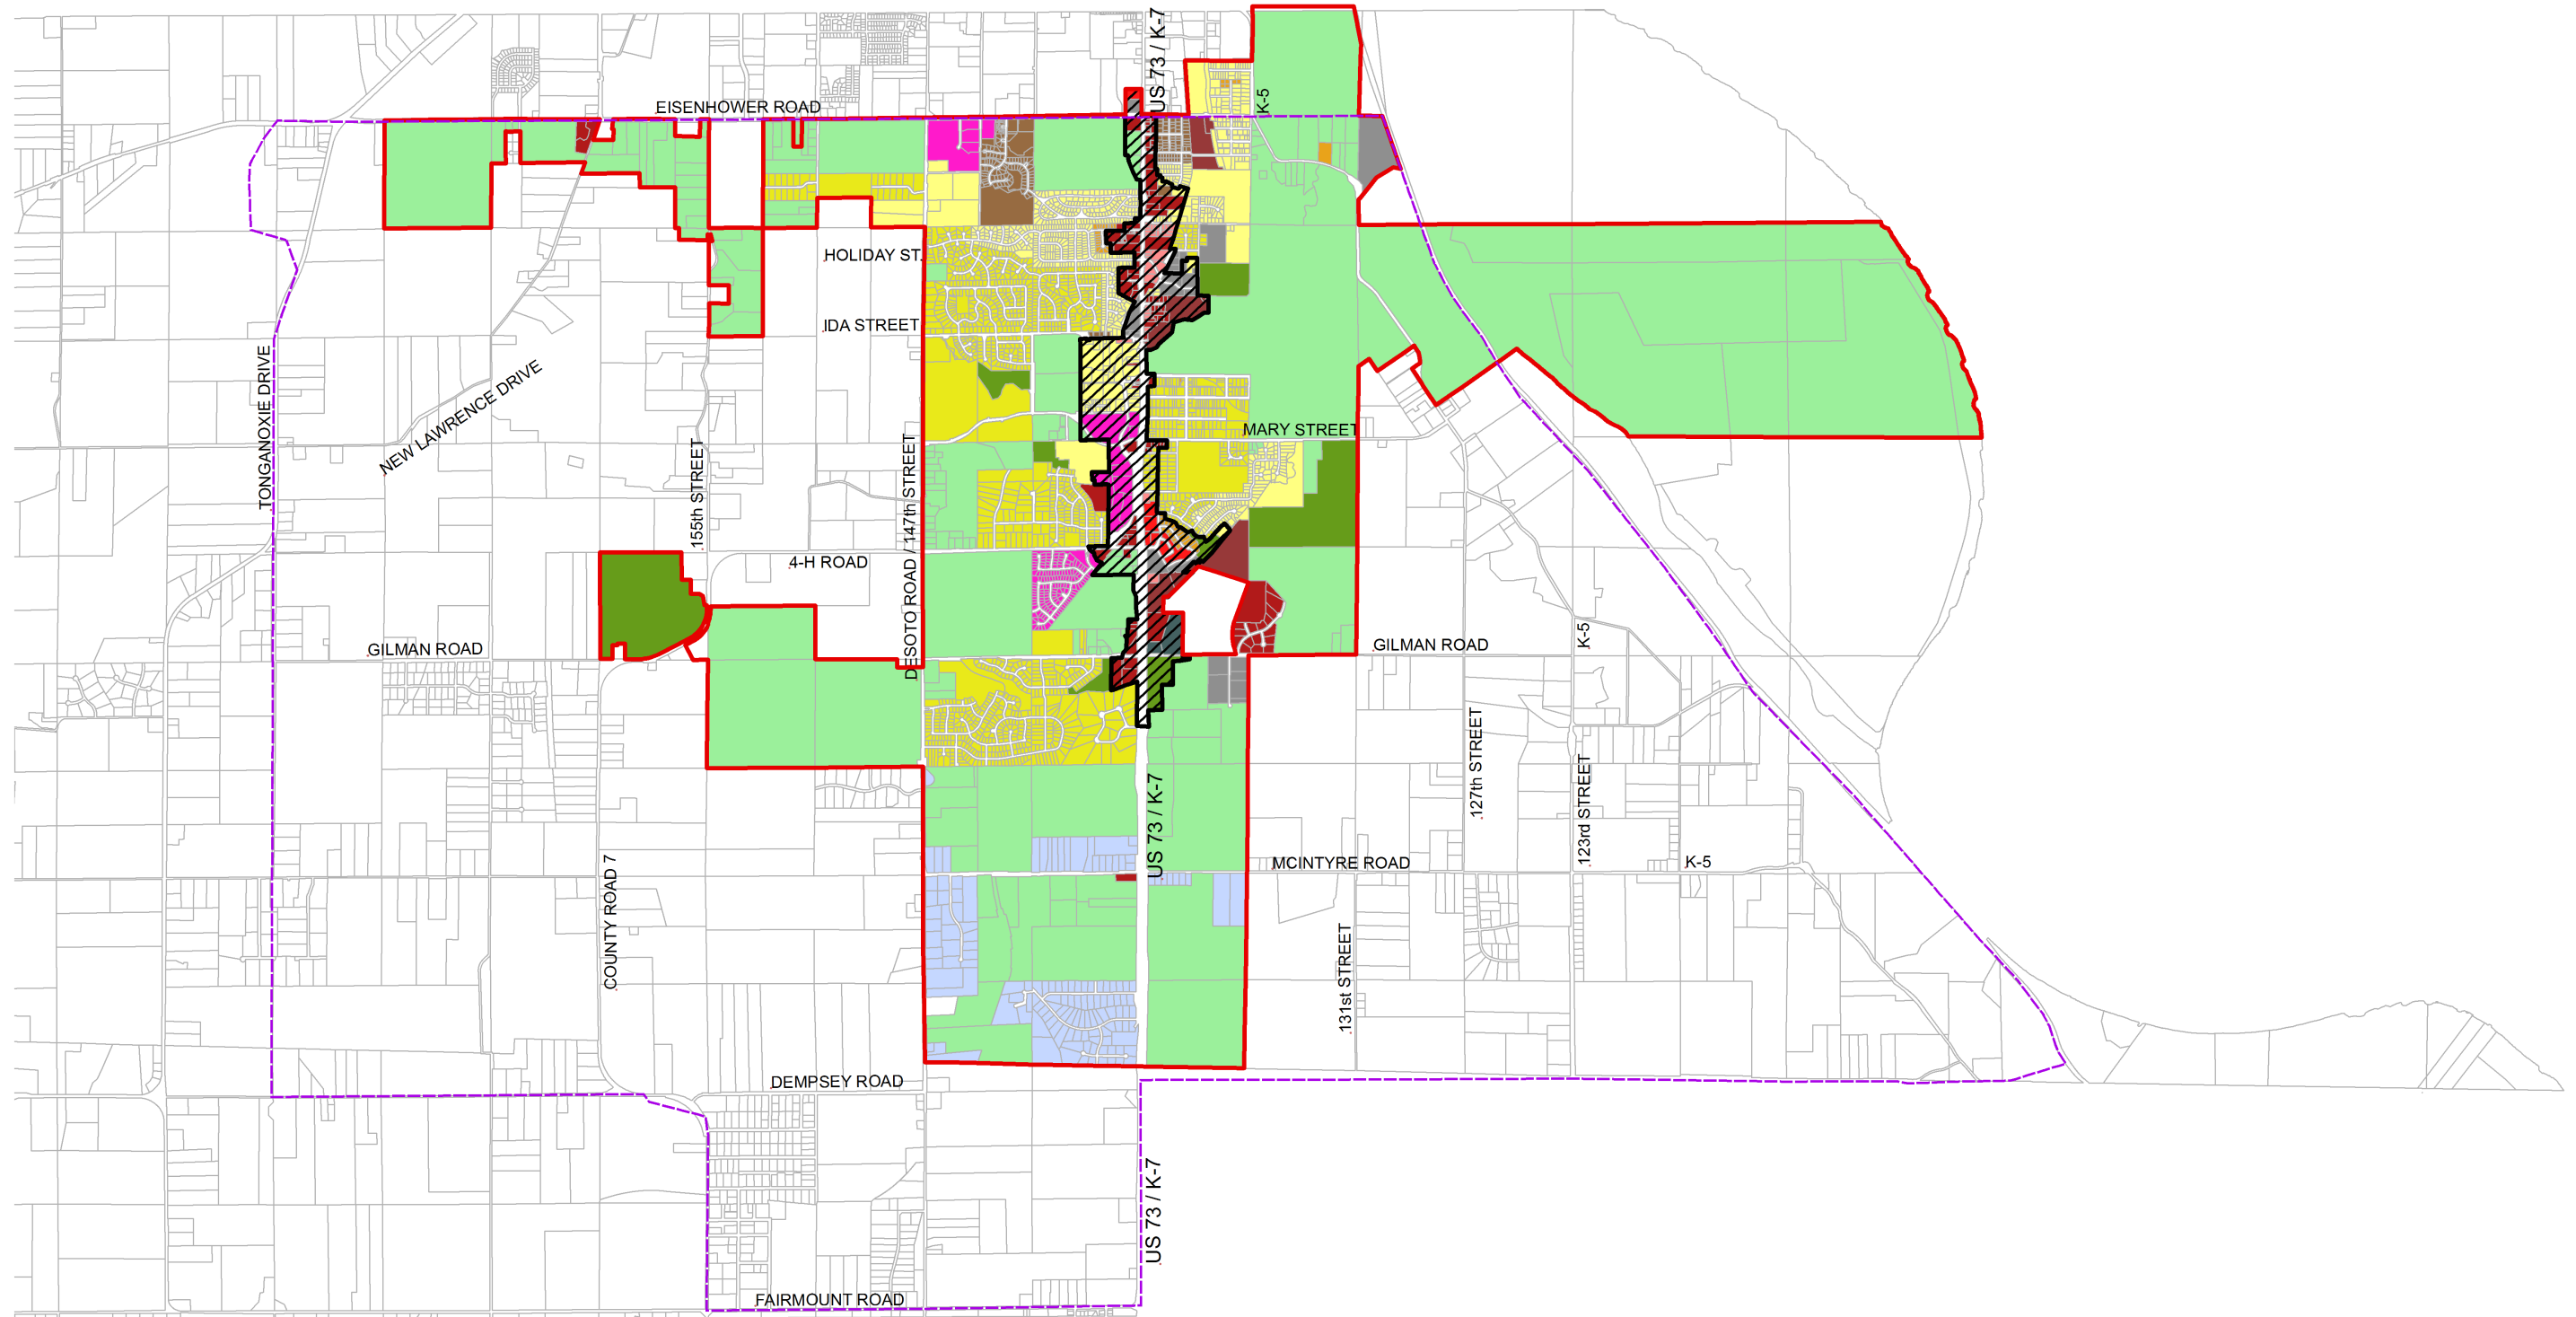 US 73 / K-7
EISENHOWER ROAD
K-5
HOLIDAY ST.
IDA STREET
TONGANOXIE DRIVE
NEW LAWRENCE DRIVE
155th STREET
DESOTO ROAD / 147th STREET
MARY STREET
4-H ROAD
GILMAN ROAD
GILMAN ROAD
K-5
127th STREET
123rd STREET
US 73 / K-7
COUNTY ROAD 7
MCINTYRE ROAD
K-5
131st STREET
DEMPSEY ROAD
US 73 / K-7
FAIRMOUNT ROAD